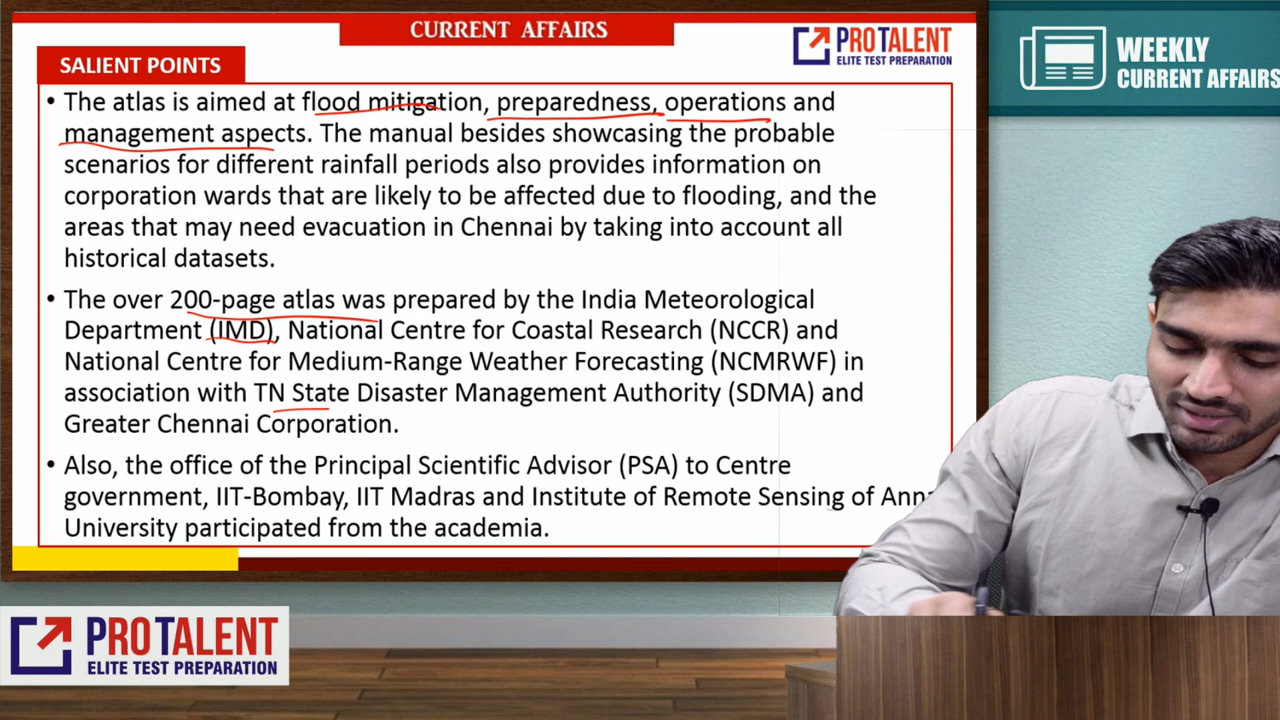 CURRENT AFFAIRS
PROTALENT
ELITE TEST PREPARATION
WEEKLY
CURRENT AFFAIRS
SALIENT POINTS
• The atlas is aimed at flood mitigation, preparedness, operations and
management aspects. The manual besides showcasing the probable
scenarios for different rainfall periods also provides information on
corporation wards that are likely to be affected due to flooding, and the
areas that may need evacuation in Chennai by taking into account all
historical datasets.
• The over 200-page atlas was prepared by the India Meteorological
Department (IMD), National Centre for Coastal Research (NCCR) and
National Centre for Medium-Range Weather Forecasting (NCMRWF) in
association with TN State Disaster Management Authority (SDMA) and
Greater Chennai Corporation.
• Also, the office of the Principal Scientific Advisor (PSA) to Centre
government, IIT-Bombay, IIT Madras and Institute of Remote Sensing of
University participated from the academia.
PROTALENT
ELITE TEST PREPARATION